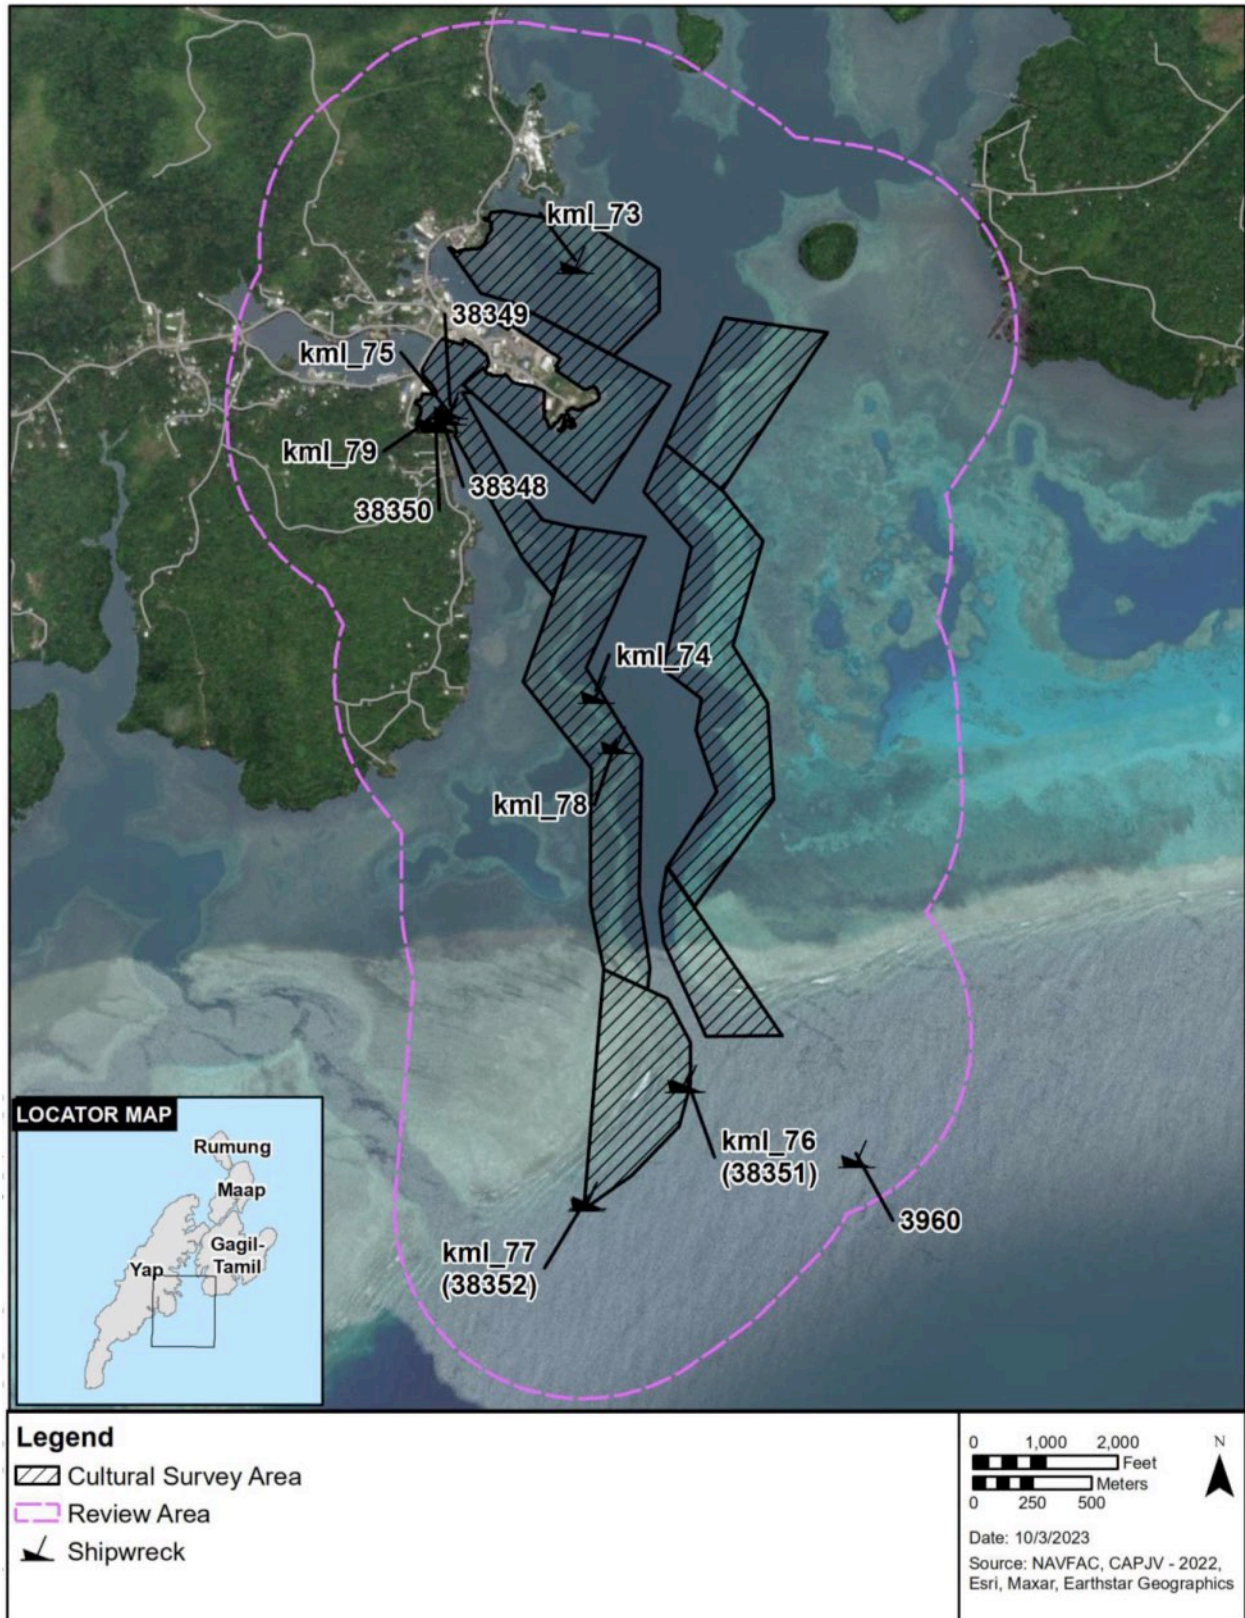 kml_73
38349
kml_75
kml_79
38348
38350
kml_74
kml_78
kml_76
(38351)
3960
kml_77
(38352)
LOCATOR MAP
Rumung
Maap
Gagil-
Tamil
Yap
Legend
Cultural Survey Area
Review Area
Shipwreck
0 1,000 2,000
Feet
Meters
0 250 500
N
Date: 10/3/2023
Source: NAVFAC, CAPJV - 2022,
Esri, Maxar, Earthstar Geographics